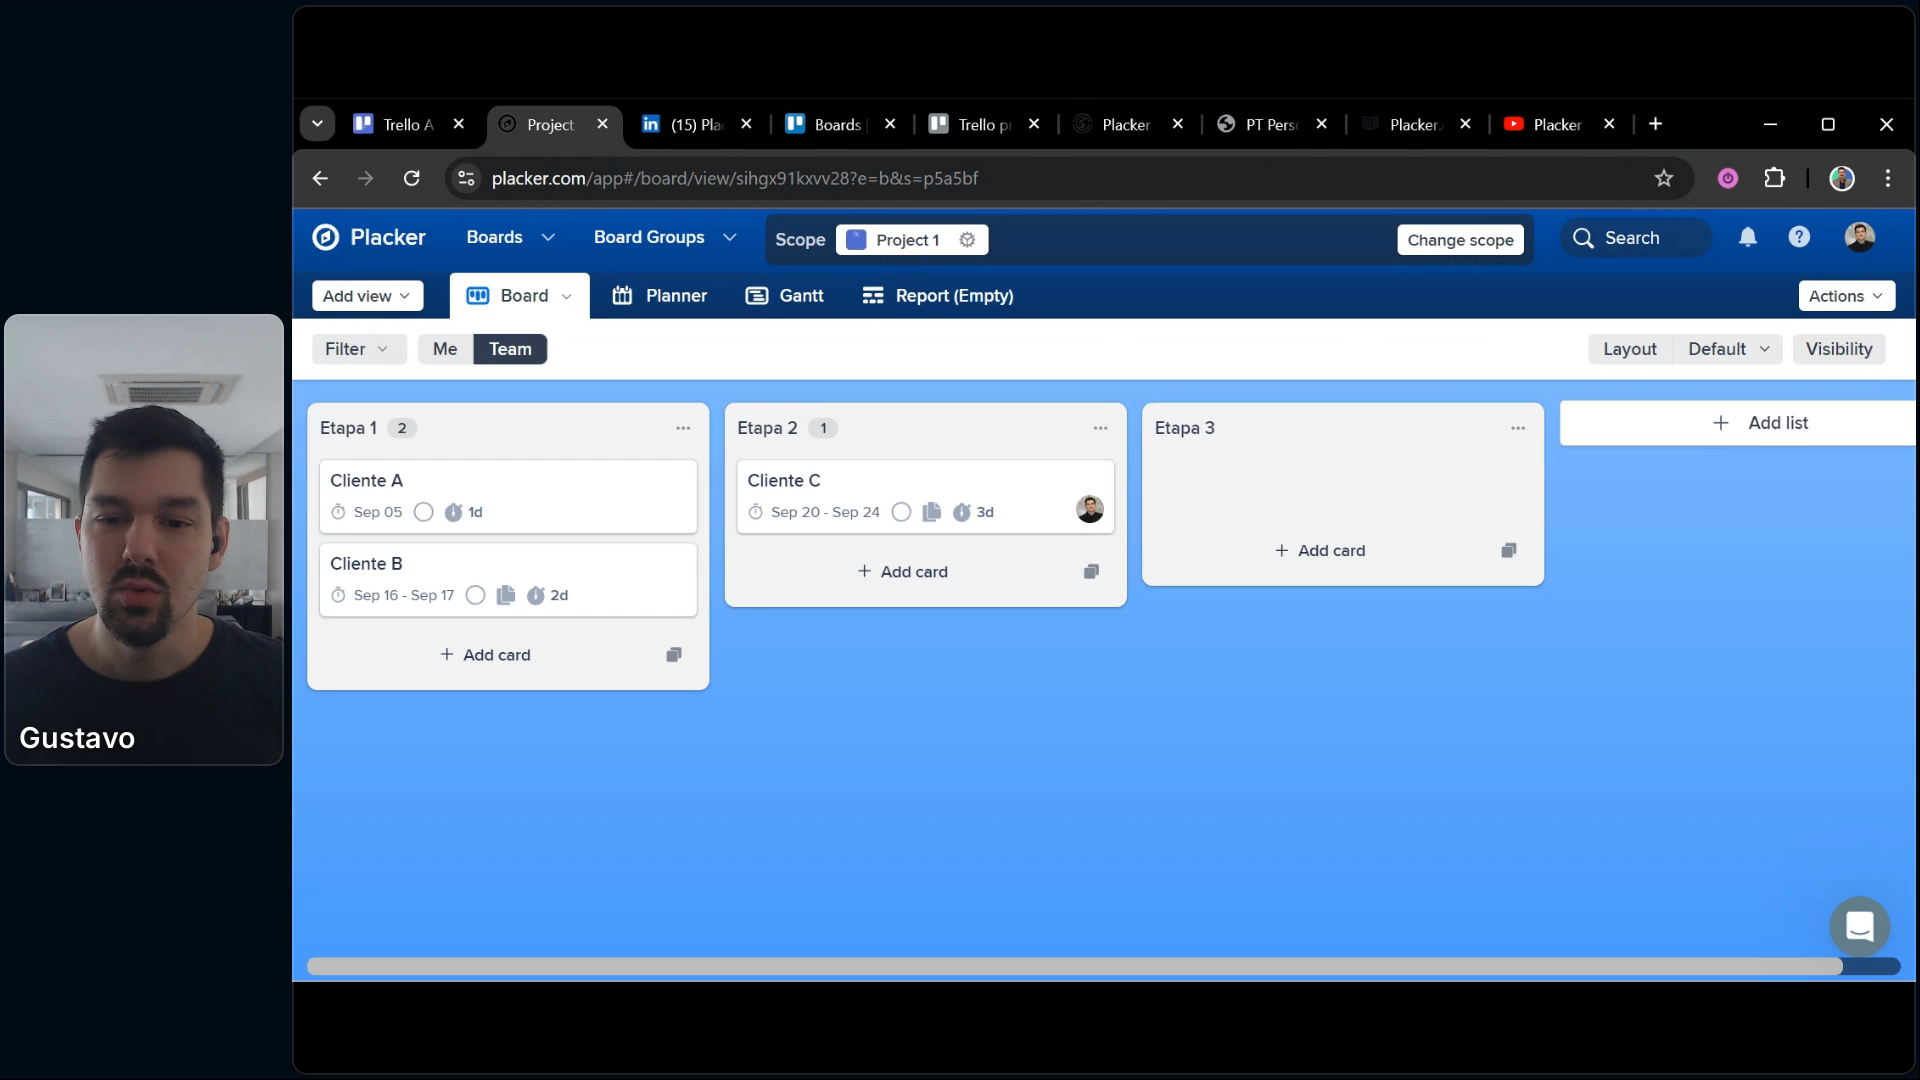 Trello A
Project
(15) Pla
Boards
Trello p
Placker
PT Pers
Placker.
Placker
placker.com/app#/board/view/sihgx91kxvv28?e=b&s=p5a5bf
Placker
Boards
Board Groups
Scope
Project 1
Change scope
Search
Add view
Board
Planner
Gantt
Report (Empty)
Actions
Filter
Me
Team
Layout
Default
Visibility
Etapa 1
2
Cliente A
Sep 05
1d
Cliente B
Sep 16 - Sep 17
2d
+ Add card
Etapa 2
1
Cliente C
Sep 20 - Sep 24
3d
+ Add card
Etapa 3
+ Add card
+ Add list
Gustavo